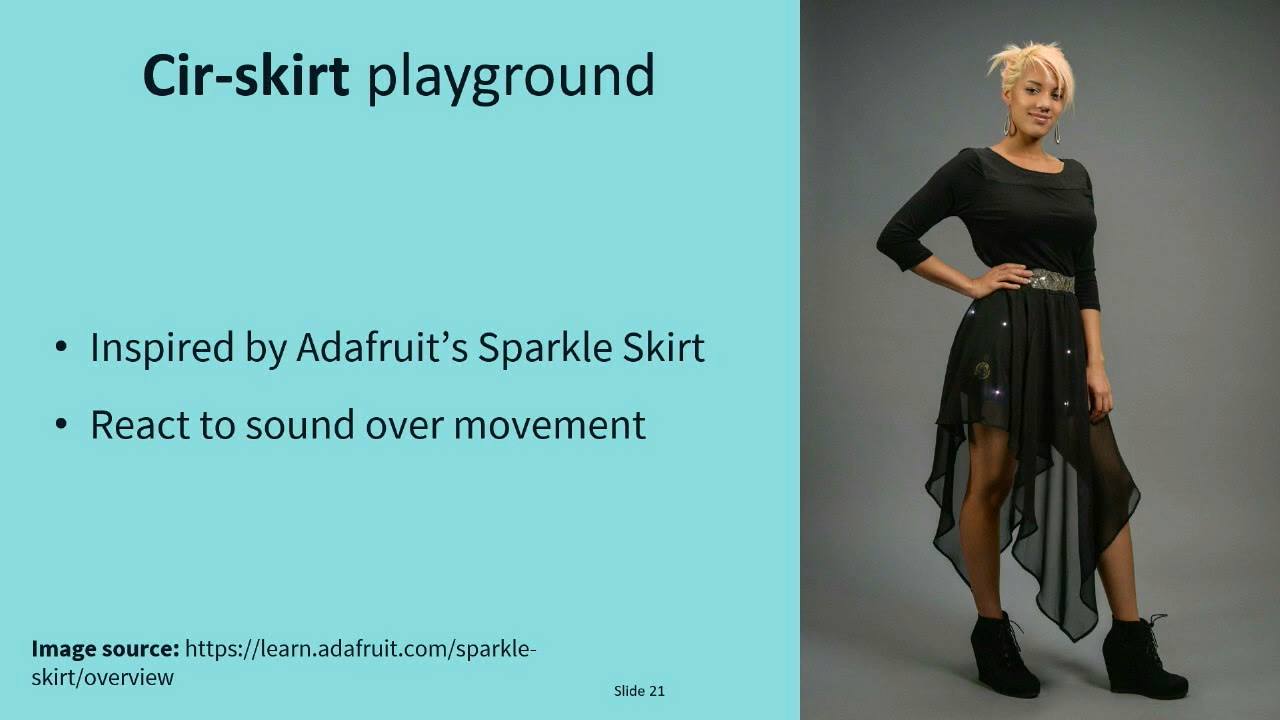 Cir-skirt playground
• Inspired by Adafruit’s Sparkle Skirt
• React to sound over movement
Image source: https://learn.adafruit.com/sparkle-
skirt/overview
Slide 21